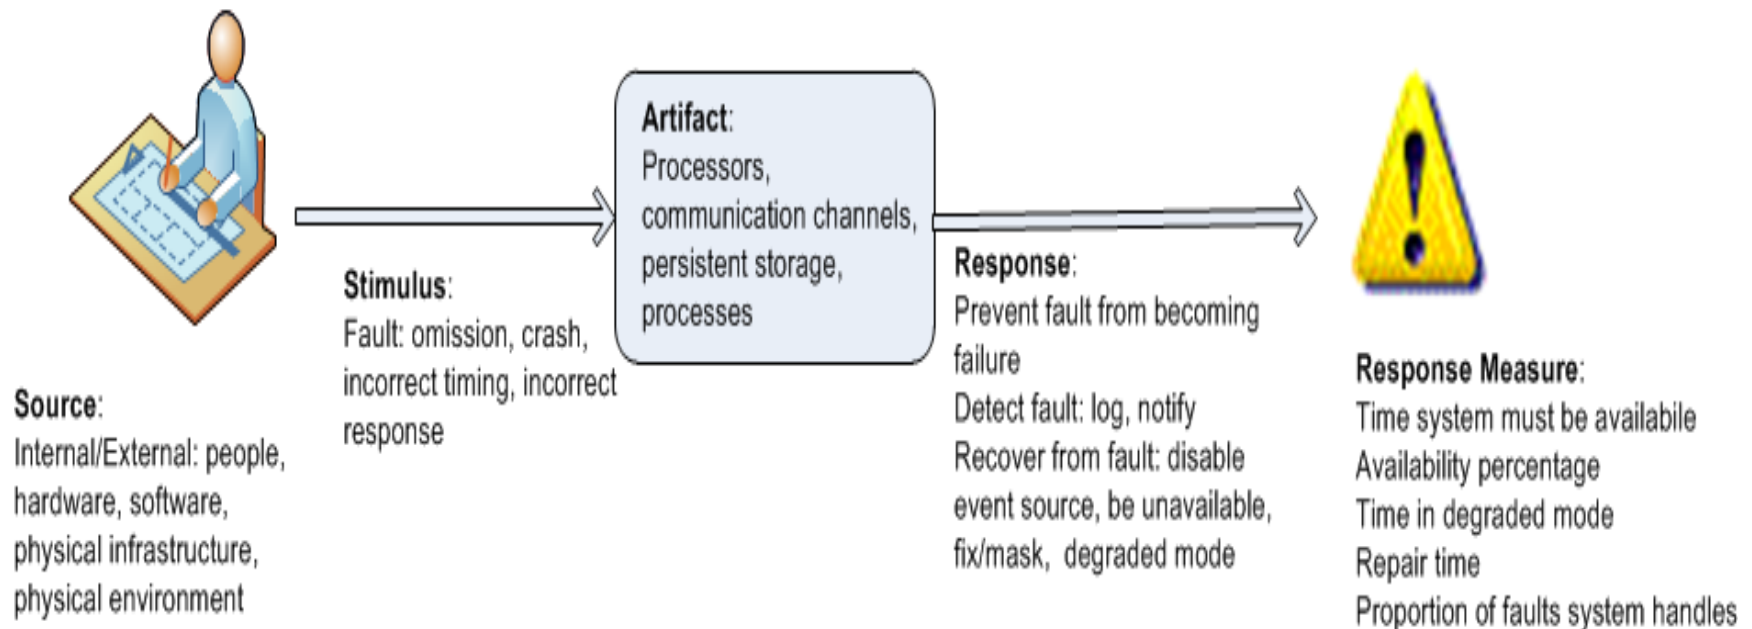 Source:
Internal/External: people,
hardware, software,
physical infrastructure,
physical environment
Stimulus:
Fault: omission, crash,
incorrect timing, incorrect
response
Artifact:
Processors,
communication channels,
persistent storage,
processes
Response:
Prevent fault from becoming
failure
Detect fault: log, notify
Recover from fault: disable
event source, be unavailable,
fix/mask,  degraded mode
Response Measure:
Time system must be availabile
Availability percentage
Time in degraded mode
Repair time
Proportion of faults system handles